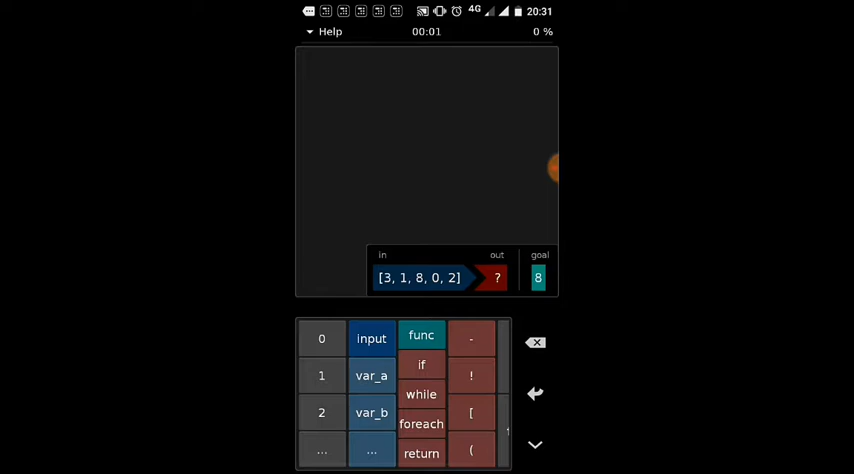 4G 20:31
Help 00:01 0 %
in out goal
[3, 1, 8, 0, 2] ? 8
0 input func -
if
1 var_a !
while
2 var_b foreach [
... ... return (